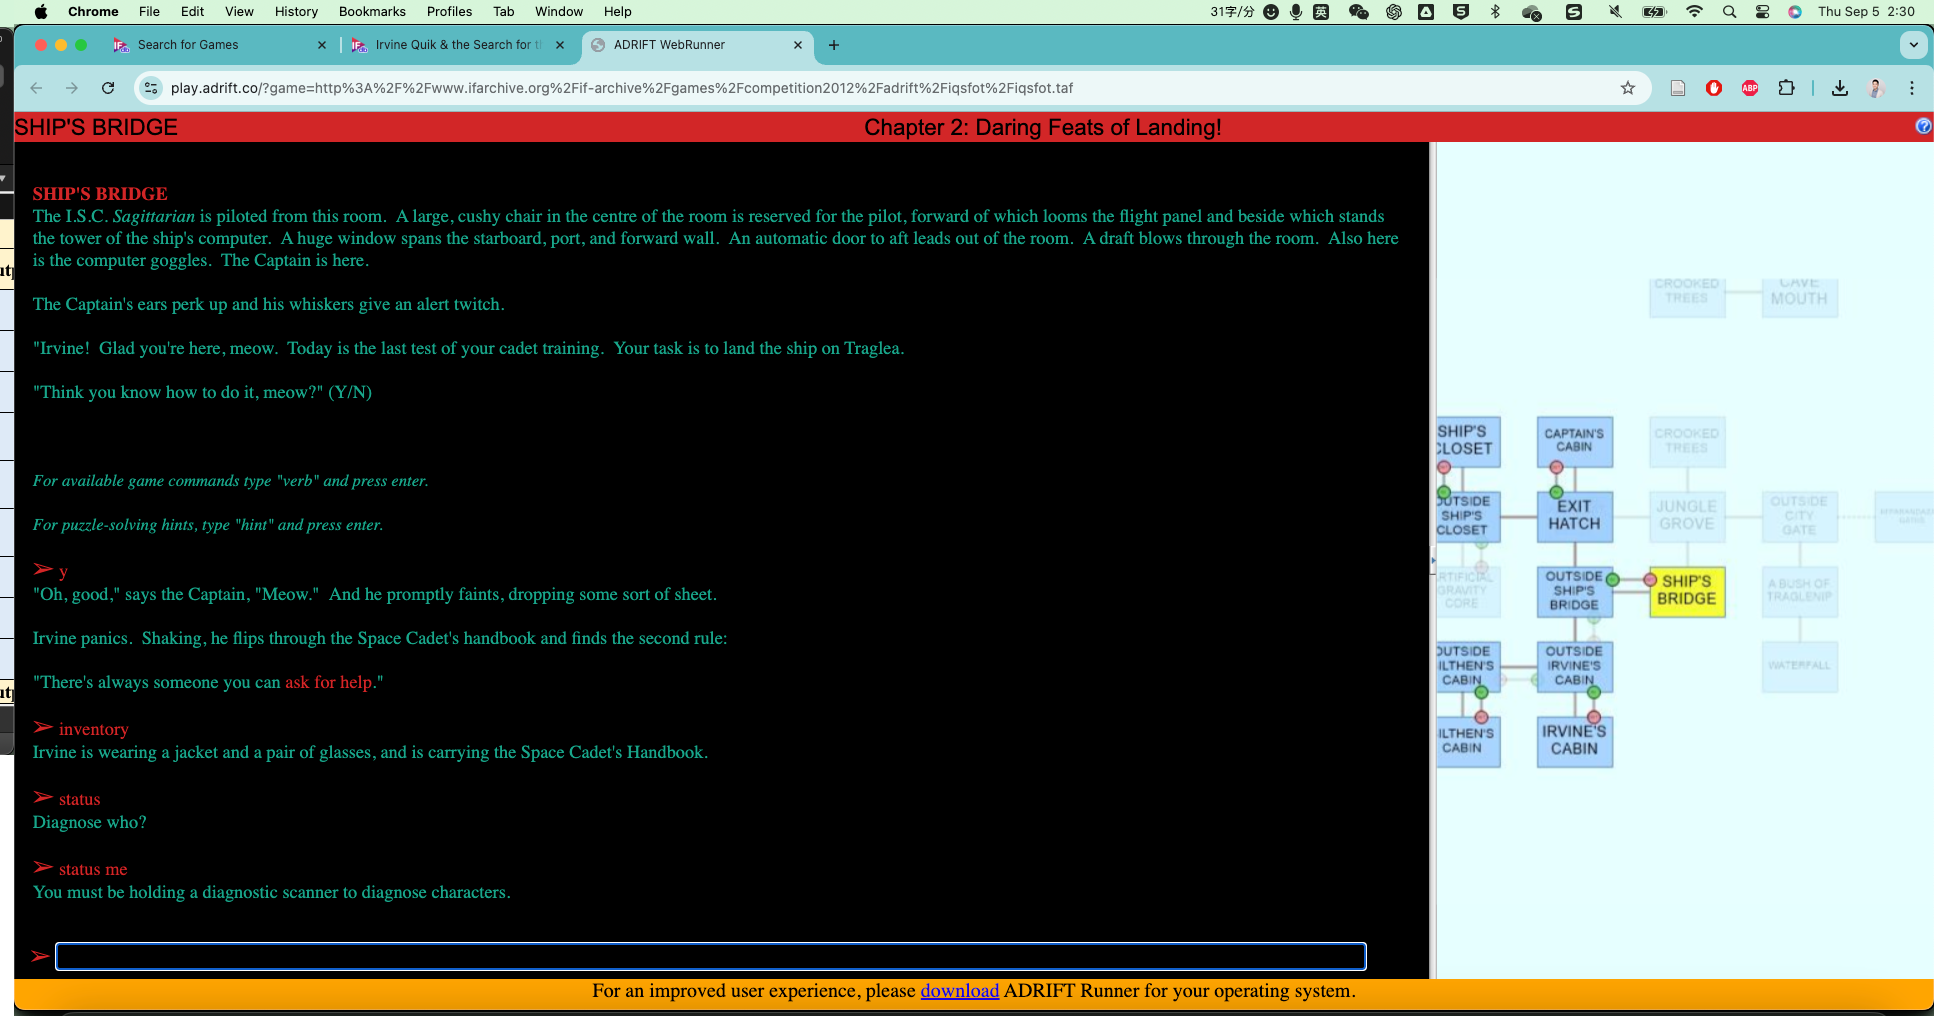 Chrome File Edit View History Bookmarks Profiles Tab Window Help 31字/分 英 Thu Sep 5 2:30
Search for Games Irvine Quik & the Search for t ADRIFT WebRunner
play.adrift.co/?game=http%3A%2F%2Fwww.ifarchive.org%2Fif-archive%2Fgames%2Fcompetition2012%2Fadrift%2Fiqsfot%2Fiqsfot.taf
ABP
SHIP'S BRIDGE Chapter 2: Daring Feats of Landing!
SHIP'S BRIDGE
The I.S.C. Sagittarian is piloted from this room. A large, cushy chair in the centre of the room is reserved for the pilot, forward of which looms the flight panel and beside which stands
the tower of the ship's computer. A huge window spans the starboard, port, and forward wall. An automatic door to aft leads out of the room. A draft blows through the room. Also here
is the computer goggles. The Captain is here.
The Captain's ears perk up and his whiskers give an alert twitch.
"Irvine! Glad you're here, meow. Today is the last test of your cadet training. Your task is to land the ship on Traglea.
"Think you know how to do it, meow?" (Y/N)
For available game commands type "verb" and press enter.
For puzzle-solving hints, type "hint" and press enter.
➢ y
"Oh, good," says the Captain, "Meow." And he promptly faints, dropping some sort of sheet.
Irvine panics. Shaking, he flips through the Space Cadet's handbook and finds the second rule:
"There's always someone you can ask for help."
➢ inventory
Irvine is wearing a jacket and a pair of glasses, and is carrying the Space Cadet's Handbook.
➢ status
Diagnose who?
➢ status me
You must be holding a diagnostic scanner to diagnose characters.
➢
CROOKED
TREES
CAVE
MOUTH
SHIP'S
CLOSET
CAPTAIN'S
CABIN
CROOKED
TREES
OUTSIDE
SHIP'S
CLOSET
EXIT
HATCH
JUNGLE
GROVE
OUTSIDE
CITY
GATE
ARTIFICIAL
GRAVITY
CORE
OUTSIDE
SHIP'S
BRIDGE
SHIP'S
BRIDGE
A BUSH OF
TRAGLENIP
OUTSIDE
ILTHEN'S
CABIN
OUTSIDE
IRVINE'S
CABIN
WATERFALL
ILTHEN'S
CABIN
IRVINE'S
CABIN
For an improved user experience, please download ADRIFT Runner for your operating system.